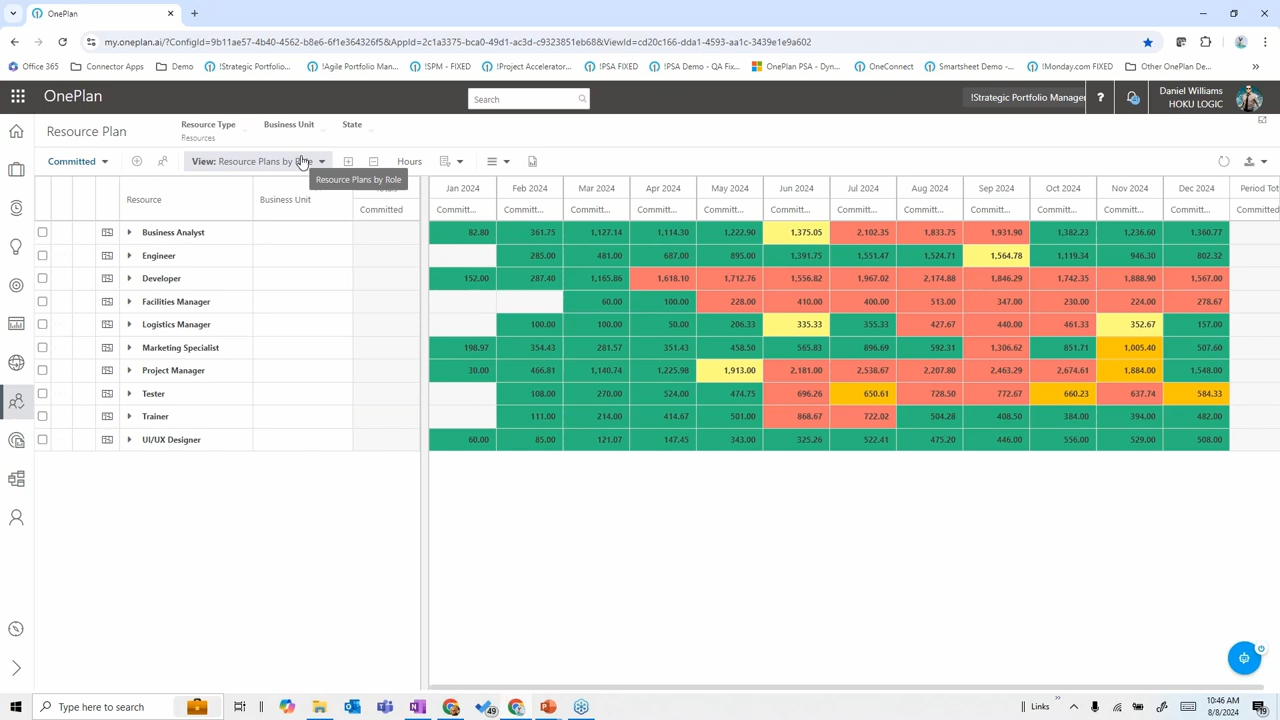 OnePlan
my.oneplan.ai/?ConfigId=9b11ae57-4b40-4562-b8e6-6f1e364326f5&AppId=2c1a3375-bca0-49d1-ac3d-c9323851eb68&ViewId=cd20c166-dda1-4593-aa1c-3439e1e9a602
Office 365 Connector Apps Demo !Strategic Portfolio... !Agile Portfolio Man... !SPM - FIXED !Project Accelerator... !PSA FIXED !PSA Demo - QA Fix... OnePlan PSA - Dyn... OneConnect Smartsheet Demo -... !Monday.com FIXED Other OnePlan De...
OnePlan Search !Strategic Portfolio Manager ? Daniel Williams
HOKU LOGIC
Resource Plan Resource Type Business Unit State
Resources
Committed View: Resource Plans by Hours
Resource Plans by Role
Resource Business Unit Jan 2024 Feb 2024 Mar 2024 Apr 2024 May 2024 Jun 2024 Jul 2024 Aug 2024 Sep 2024 Oct 2024 Nov 2024 Dec 2024 Period Tot
Committed Committ... Committ... Committ... Committ... Committ... Committ... Committ... Committ... Committ... Committ... Committ... Committ... Committed
Business Analyst 82.80 361.75 1,127.14 1,114.30 1,222.90 1,375.05 2,102.35 1,833.75 1,931.90 1,382.23 1,236.60 1,360.77
Engineer 285.00 481.00 687.00 895.00 1,391.75 1,551.47 1,524.71 1,564.78 1,119.34 946.30 802.32
Developer 152.00 287.40 1,165.86 1,618.10 1,712.76 1,556.82 1,967.02 2,174.88 1,846.29 1,742.35 1,888.90 1,567.00
Facilities Manager 60.00 100.00 228.00 410.00 400.00 513.00 347.00 230.00 224.00 278.67
Logistics Manager 100.00 100.00 50.00 206.33 335.33 355.33 427.67 440.00 461.33 352.67 157.00
Marketing Specialist 198.97 354.43 281.57 351.43 458.50 565.83 896.69 592.31 1,306.62 851.71 1,005.40 507.60
Project Manager 30.00 466.81 1,140.74 1,225.98 1,913.00 2,181.00 2,538.67 2,207.80 2,463.29 2,674.61 1,884.00 1,548.00
Tester 108.00 270.00 524.00 474.75 696.26 650.61 728.50 772.67 660.23 637.74 584.33
Trainer 111.00 214.00 414.67 501.00 868.67 722.02 504.28 408.50 384.00 394.00 482.00
UI/UX Designer 60.00 85.00 121.07 147.45 343.00 325.26 522.41 475.20 446.00 556.00 529.00 508.00
Type here to search 49 Links 10:46 AM
8/8/2024 19